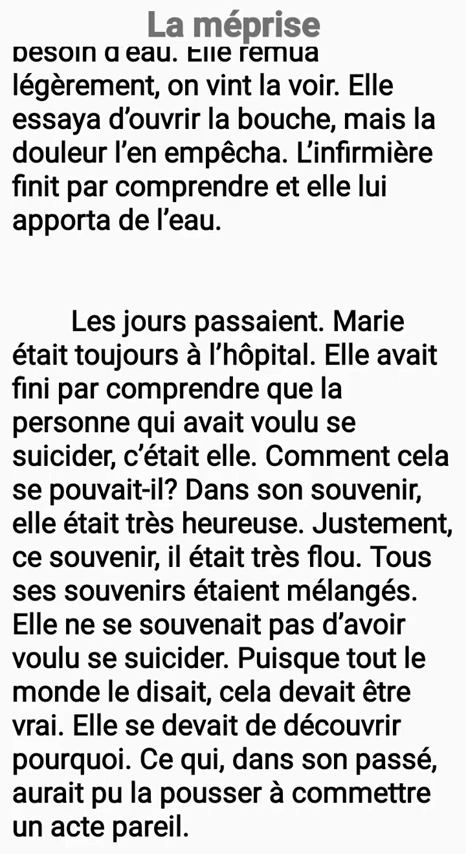 La méprise
besoin d'eau. Elle remua
légèrement, on vint la voir. Elle
essaya d’ouvrir la bouche, mais la
douleur l’en empêcha. L’infirmière
finit par comprendre et elle lui
apporta de l’eau.
Les jours passaient. Marie
était toujours à l’hôpital. Elle avait
fini par comprendre que la
personne qui avait voulu se
suicider, c’était elle. Comment cela
se pouvait-il? Dans son souvenir,
elle était très heureuse. Justement,
ce souvenir, il était très flou. Tous
ses souvenirs étaient mélangés.
Elle ne se souvenait pas d’avoir
voulu se suicider. Puisque tout le
monde le disait, cela devait être
vrai. Elle se devait de découvrir
pourquoi. Ce qui, dans son passé,
aurait pu la pousser à commettre
un acte pareil.